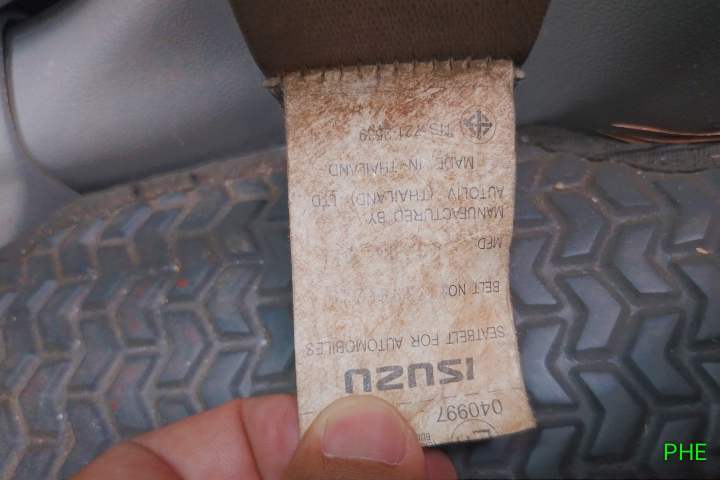 040997
ISUZU
SEATBELT FOR AUTOMOBILES
BELT NO.
MFD.
MANUFACTURED BY:
AUTOLIV (THAILAND) LTD
MADE IN THAILAND
TIS 721-2539
PHE